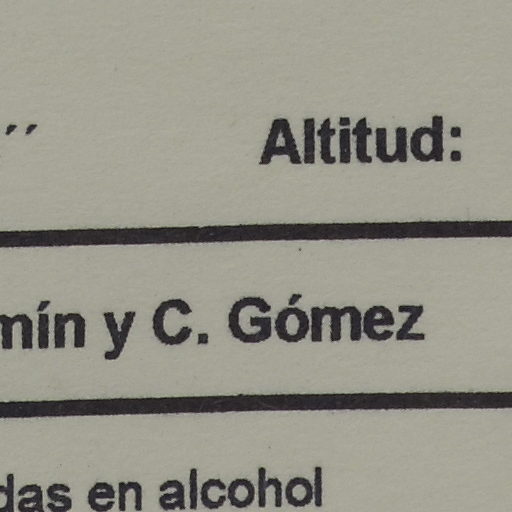 ´´ Altitud:
mín y C. Gómez
das en alcohol